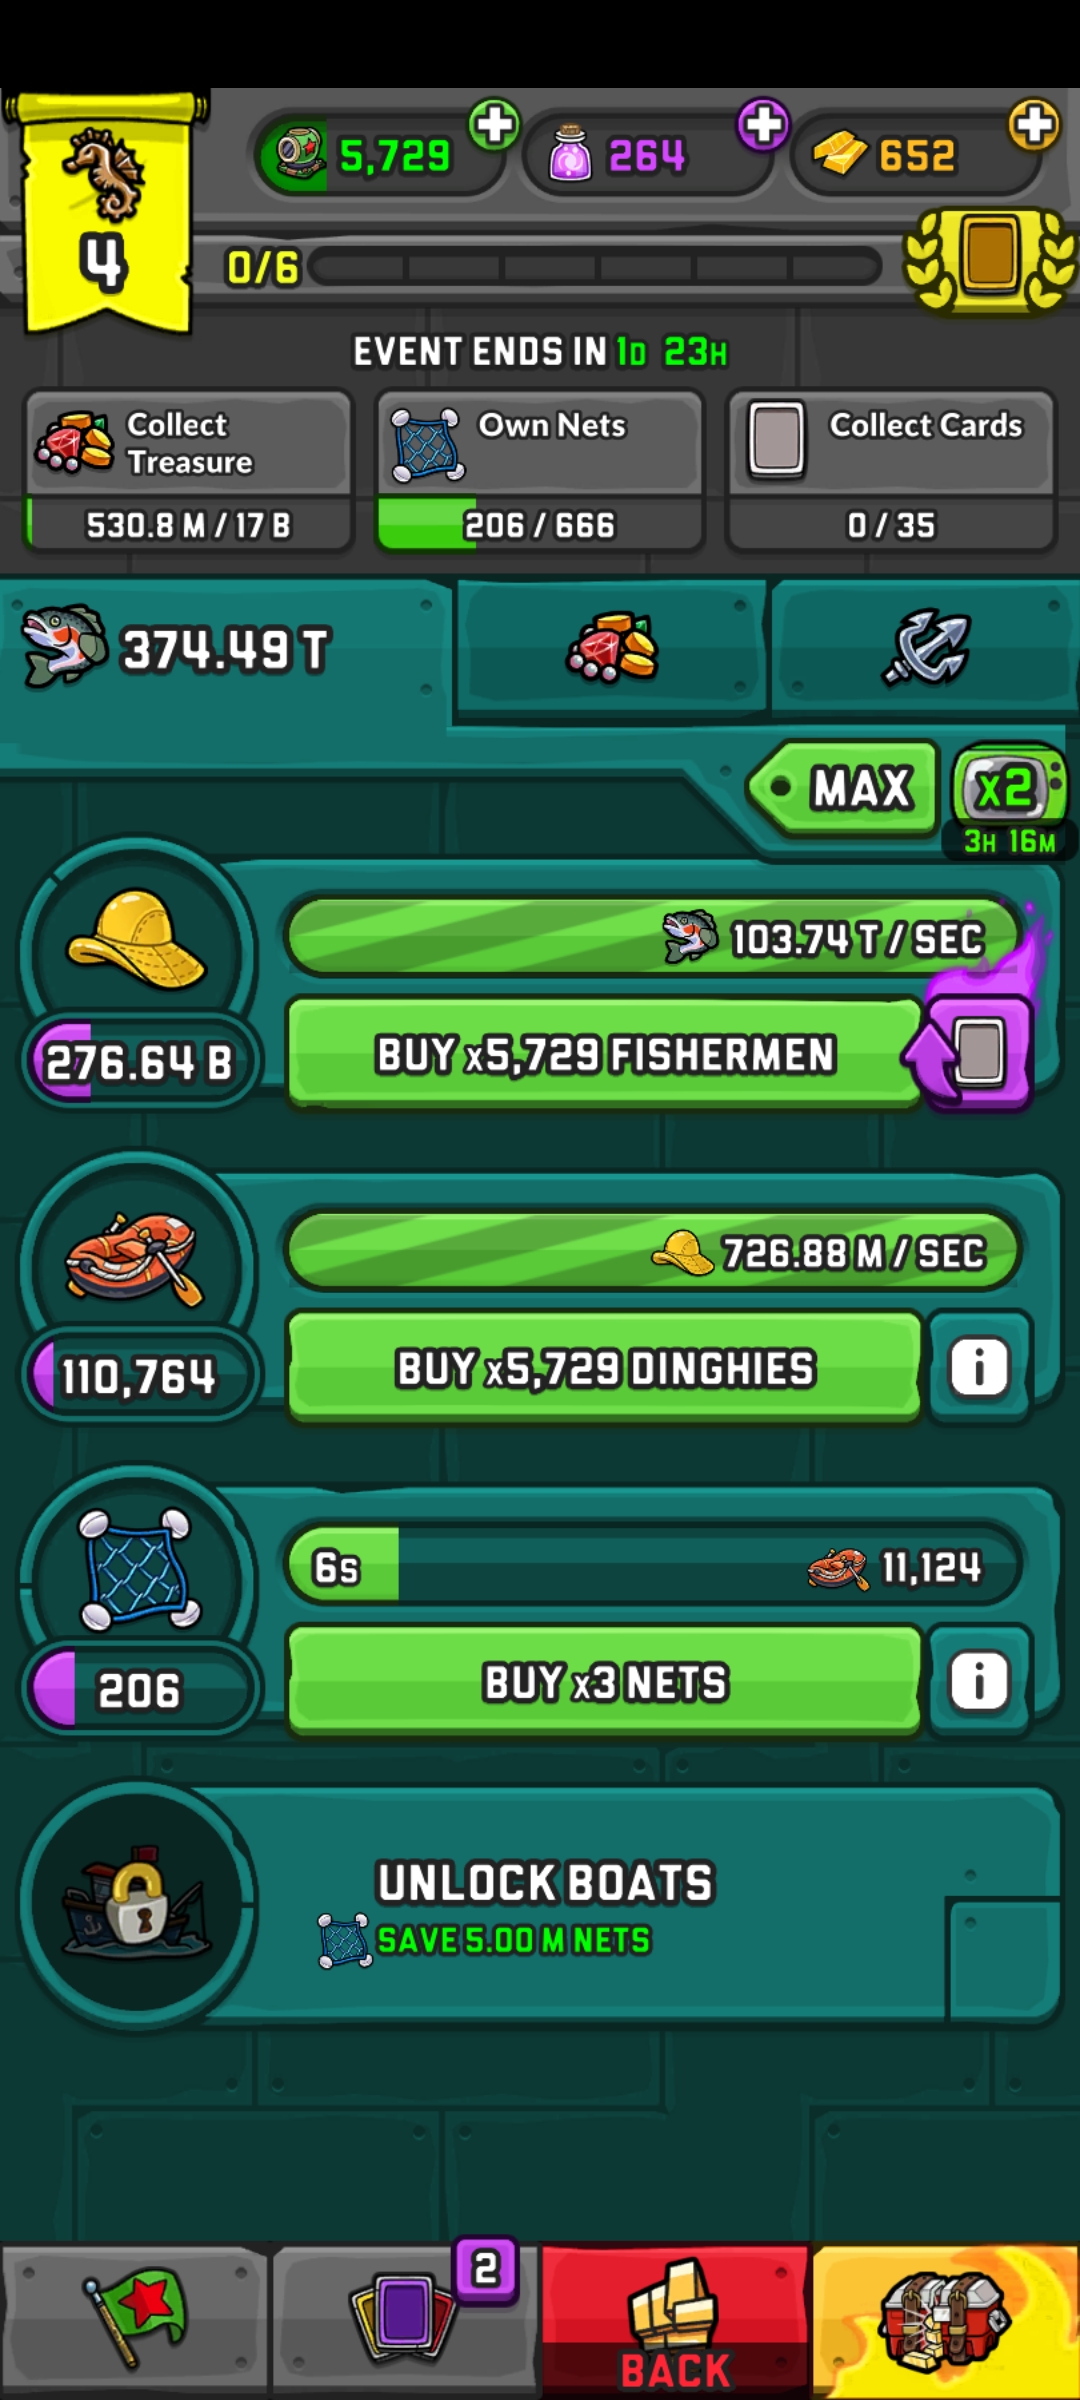 5,729
264
652
4
0/6
EVENT ENDS IN 1D 23H
Collect
Treasure
530.8 M / 17 B
Own Nets
206 / 666
Collect Cards
0 / 35
374.49 T
MAX
x2
3H 16M
103.74 T / SEC
276.64 B
BUY x5,729 FISHERMEN
726.88 M / SEC
110,764
BUY x5,729 DINGHIES
i
6s
11,124
206
BUY x3 NETS
i
UNLOCK BOATS
SAVE 5.00 M NETS
2
BACK